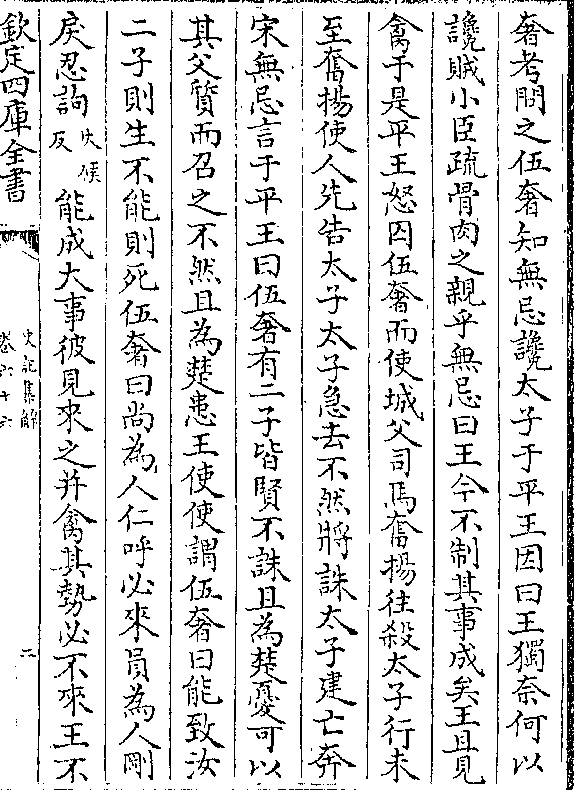 奢考問之伍奢知無忌讒太子于平王因曰王獨奈何以
讒賊小臣疏骨肉之親乎無忌曰王今不制其事成矣王且見
禽于是平王怒囚伍奢而使城父司馬奮揚往殺太子行未
至奮揚使人先告太子太子急去不然將誅太子建亡奔
宋無忌言于平王曰伍奢有二子皆賢不誅且為楚憂可以
其父質而召之不然且為楚患王使使謂伍奢曰能致汝
二子則生不能則死伍奢曰尚為人仁呼必來員為人剛
戾忍訽火候反能成大事彼見來之并禽其勢必不來王不
欽定四庫全書
史記集解
卷六十六
二